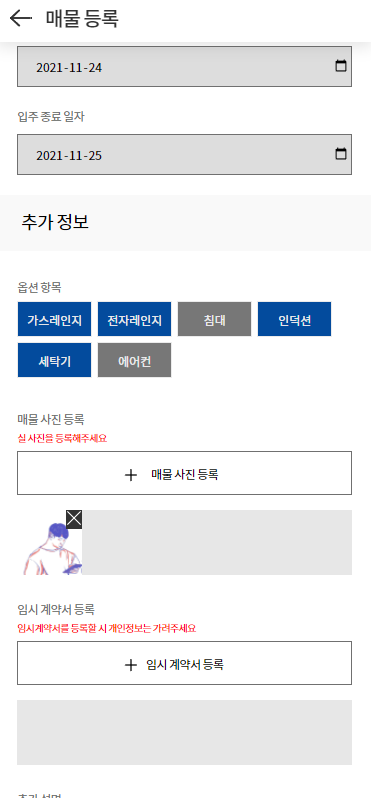 매물 등록
2021-11-24
입주 종료 일자
2021-11-25
추가 정보
옵션 항목
가스레인지 전자레인지 침대 인덕션
세탁기 에어컨
매물 사진 등록
실 사진을 등록해주세요
+ 매물 사진 등록
임시 계약서 등록
임시계약서를 등록할 시 개인정보는 가려주세요
+ 임시 계약서 등록